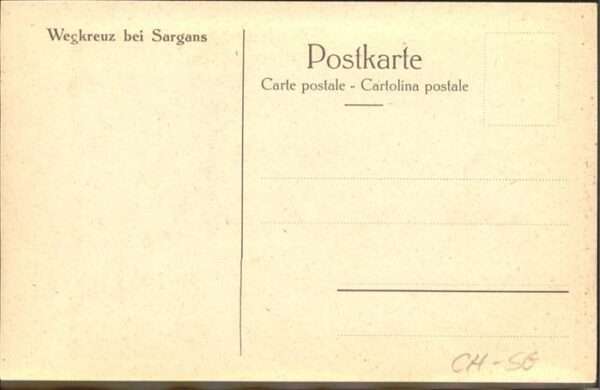 Wegkreuz bei Sargans
Postkarte
Carte postale - Cartolina postale
CH-SG